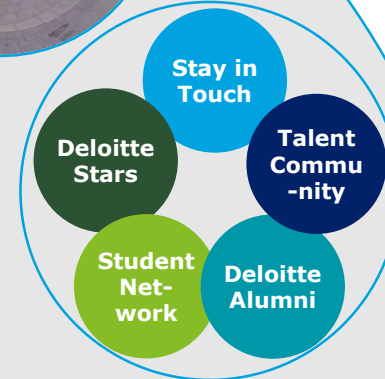 Stay in
Touch
Talent
Commu
-nity
Deloitte
Alumni
Student
Net-
work
Deloitte
Stars